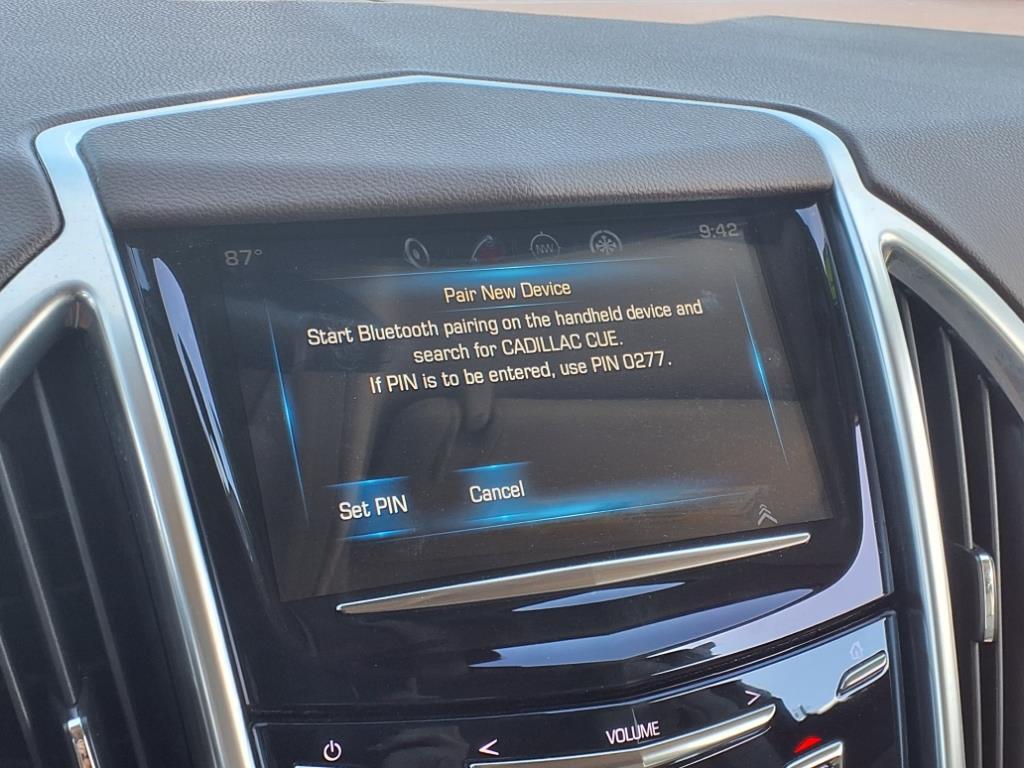 87° NW 9:42
Pair New Device
Start Bluetooth pairing on the handheld device and
search for CADILLAC CUE.
If PIN is to be entered, use PIN 0277.
Set PIN Cancel
VOLUME